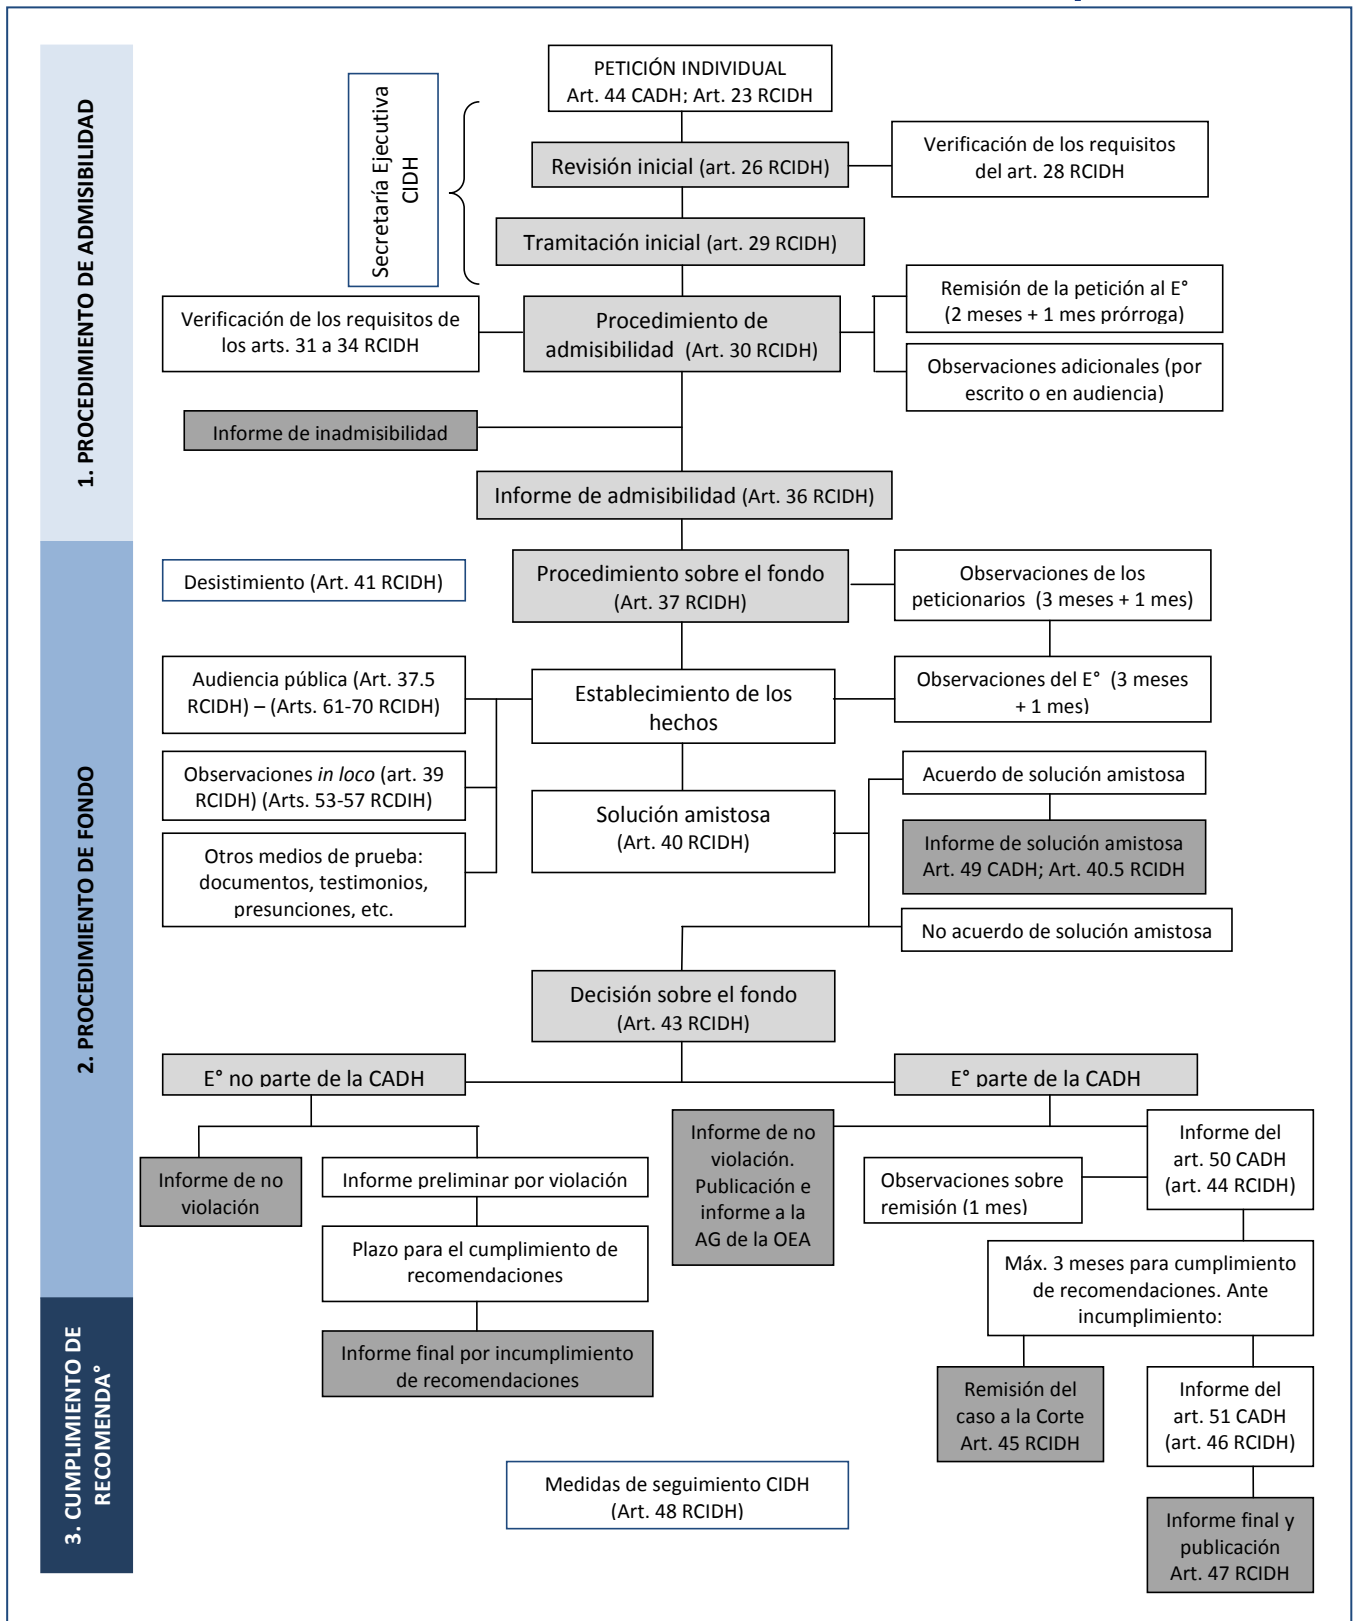 1. PROCEDIMIENTO DE ADMISIBILIDAD
Secretaría Ejecutiva
CIDH
PETICIÓN INDIVIDUAL
Art. 44 CADH; Art. 23 RCIDH
Revisión inicial (art. 26 RCIDH)
Verificación de los requisitos
del art. 28 RCIDH
Tramitación inicial (art. 29 RCIDH)
Verificación de los requisitos de
los arts. 31 a 34 RCIDH
Procedimiento de
admisibilidad (Art. 30 RCIDH)
Remisión de la petición al E°
(2 meses + 1 mes prórroga)
Observaciones adicionales (por
escrito o en audiencia)
Informe de inadmisibilidad
Informe de admisibilidad (Art. 36 RCIDH)
2. PROCEDIMIENTO DE FONDO
Desistimiento (Art. 41 RCIDH)
Procedimiento sobre el fondo
(Art. 37 RCIDH)
Observaciones de los
peticionarios (3 meses + 1 mes)
Audiencia pública (Art. 37.5
RCIDH) – (Arts. 61-70 RCIDH)
Establecimiento de los
hechos
Observaciones del E° (3 meses
+ 1 mes)
Observaciones in loco (art. 39
RCIDH) (Arts. 53-57 RCDIH)
Solución amistosa
(Art. 40 RCIDH)
Acuerdo de solución amistosa
Informe de solución amistosa
Art. 49 CADH; Art. 40.5 RCIDH
Otros medios de prueba:
documentos, testimonios,
presunciones, etc.
No acuerdo de solución amistosa
Decisión sobre el fondo
(Art. 43 RCIDH)
E° no parte de la CADH
E° parte de la CADH
Informe de no
violación
Informe preliminar por violación
Plazo para el cumplimiento de
recomendaciones
Informe de no
violación.
Publicación e
informe a la
AG de la OEA
Observaciones sobre
remisión (1 mes)
Informe del
art. 50 CADH
(art. 44 RCIDH)
Máx. 3 meses para cumplimiento
de recomendaciones. Ante
incumplimiento:
3. CUMPLIMIENTO DE
RECOMENDA°
Informe final por incumplimiento
de recomendaciones
Remisión del
caso a la Corte
Art. 45 RCIDH
Informe del
art. 51 CADH
(art. 46 RCIDH)
Medidas de seguimiento CIDH
(Art. 48 RCIDH)
Informe final y
publicación
Art. 47 RCIDH